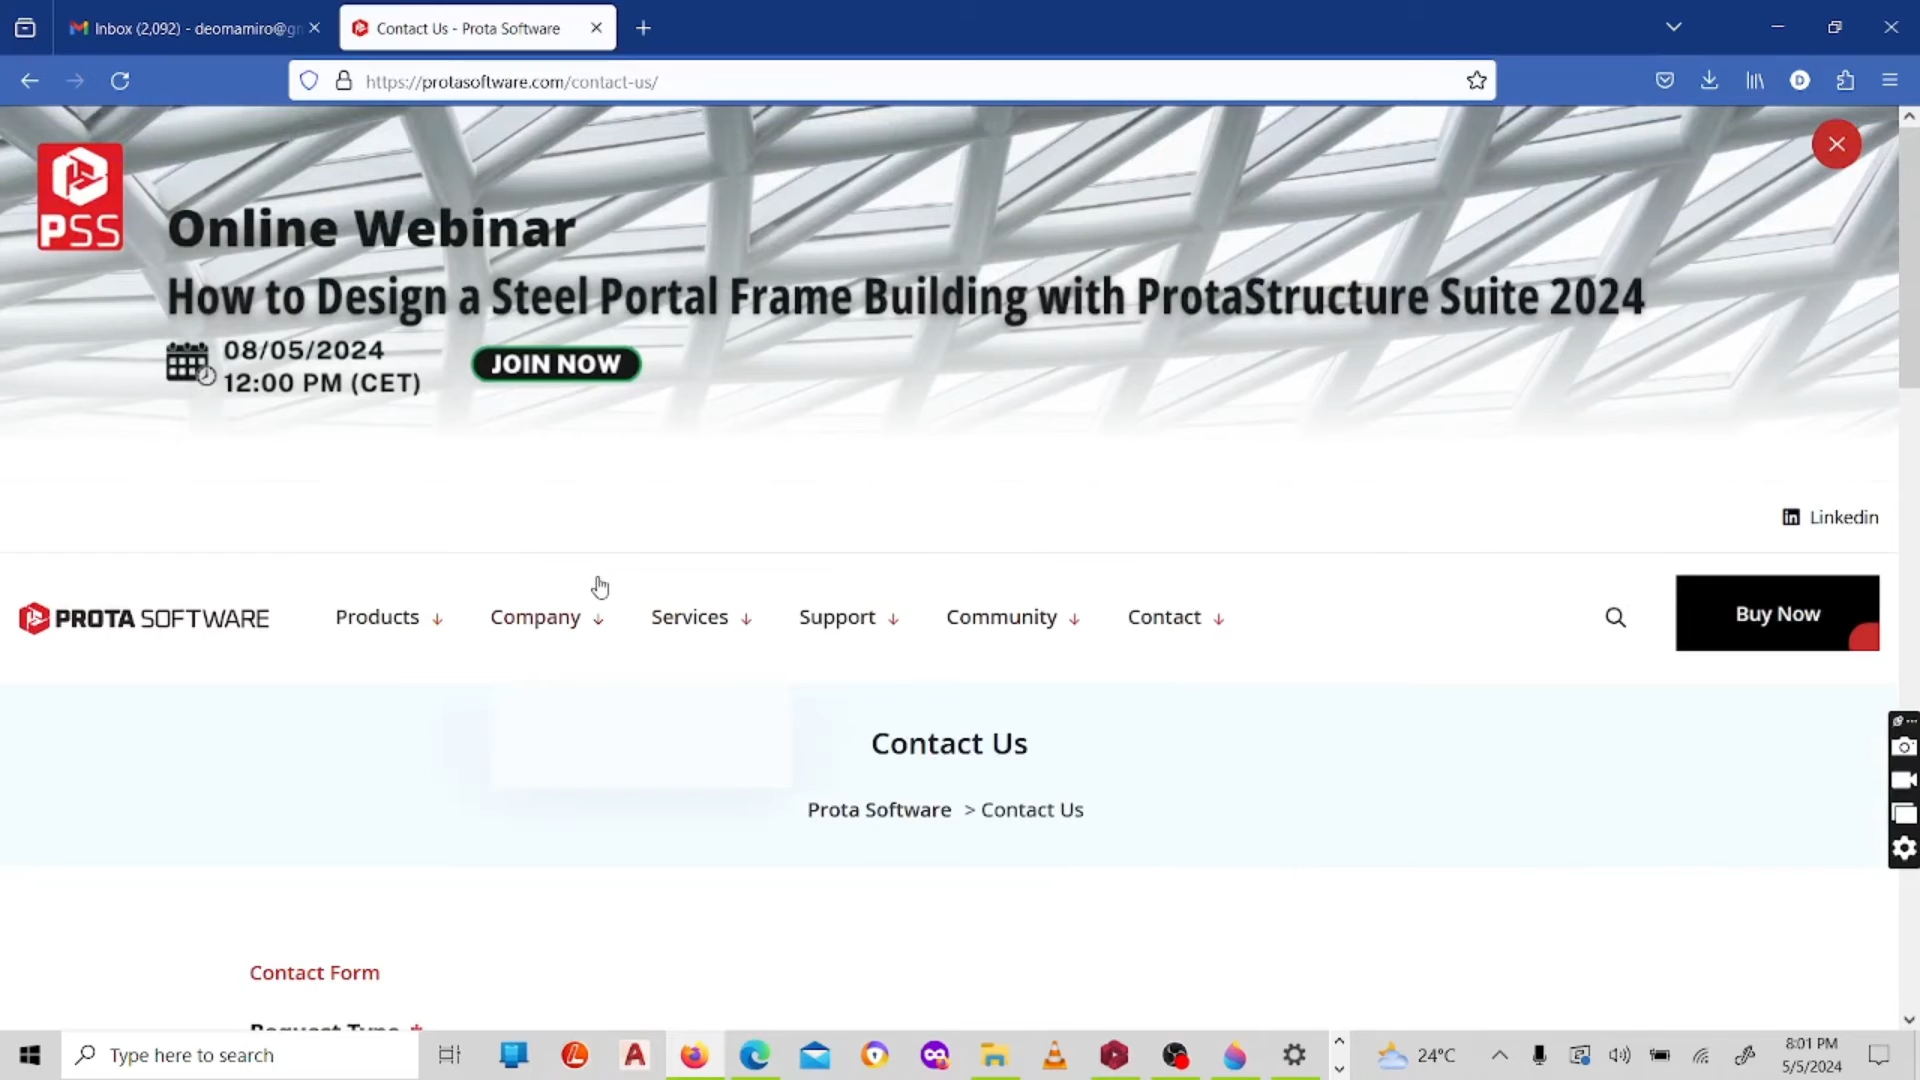 Inbox (2,092) - deomamiro@gm
Contact Us - Prota Software
https://protasoftware.com/contact-us/
D
PSS
Online Webinar
How to Design a Steel Portal Frame Building with ProtaStructure Suite 2024
08/05/2024
12:00 PM (CET)
JOIN NOW
Linkedin
PROTA SOFTWARE
Products
Company
Services
Support
Community
Contact
Buy Now
Contact Us
Prota Software > Contact Us
Contact Form
Request Type *
Type here to search
24°C
8:01 PM
5/5/2024